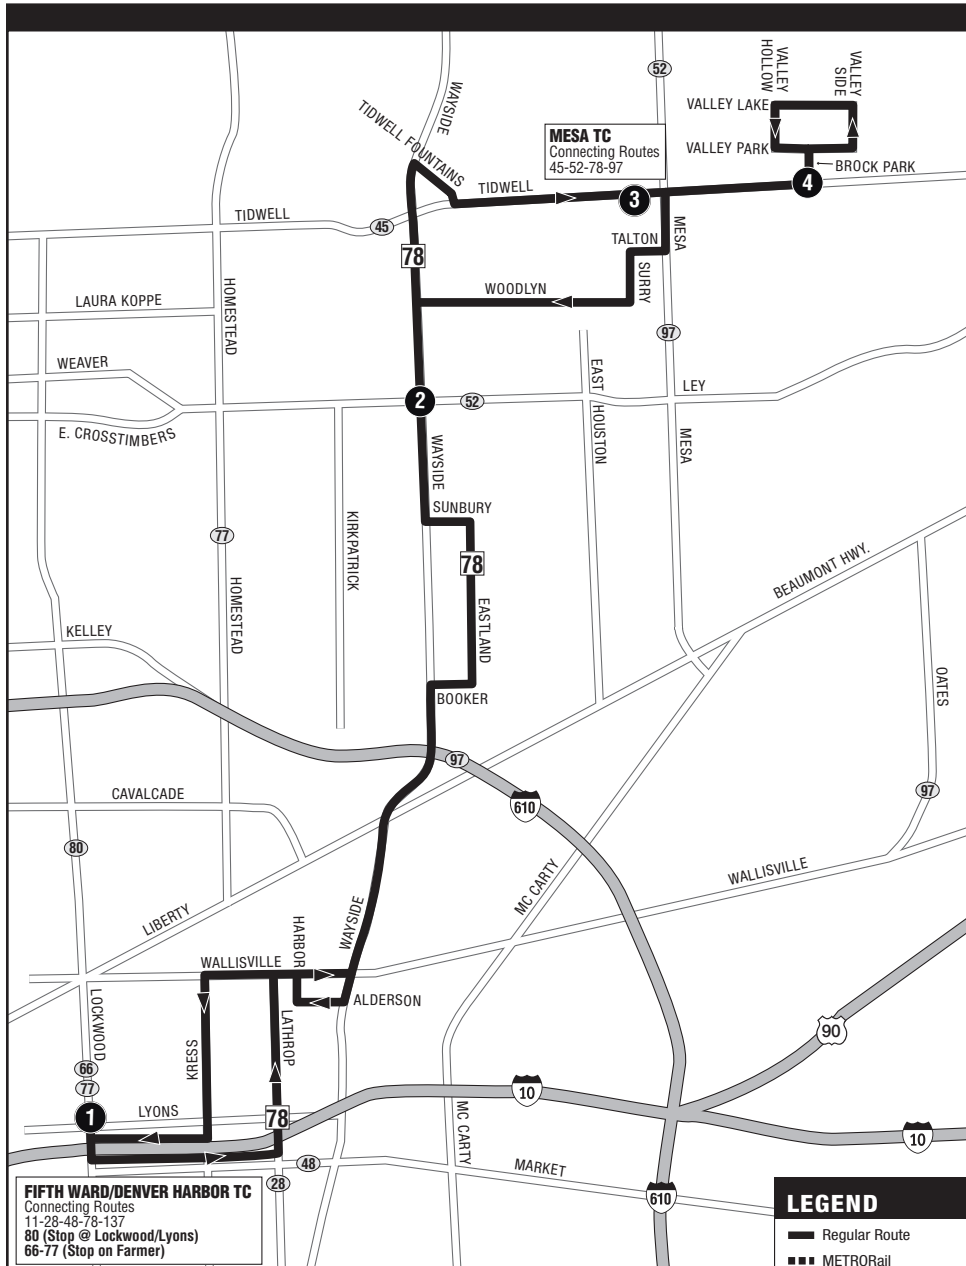 52
VALLEY HOLLOW
VALLEY SIDE
WAYSIDE
VALLEY LAKE
TIDWELL FOUNTAINS
MESA TC
Connecting Routes
45-52-78-97
VALLEY PARK
BROCK PARK
4
TIDWELL
3
TIDWELL
45
MESA
TALTON
78
SURRY
WOODLYN
HOMESTEAD
LAURA KOPPE
97
WEAVER
EAST HOUSTON
LEY
2
52
E. CROSSTIMBERS
WAYSIDE
MESA
SUNBURY
KIRKPATRICK
77
78
BEAUMONT HWY.
HOMESTEAD
EASTLAND
KELLEY
OATES
BOOKER
97
CAVALCADE
610
97
80
MC CARTY
WALLISVILLE
LIBERTY
HARBOR
WAYSIDE
WALLISVILLE
ALDERSON
LOCKWOOD
KRESS
LATHROP
90
66
77
10
1
LYONS
78
MC CARTY
10
48
MARKET
28
610
FIFTH WARD/DENVER HARBOR TC
Connecting Routes
11-28-48-78-137
80 (Stop @ Lockwood/Lyons)
66-77 (Stop on Farmer)
LEGEND
Regular Route
METRORail